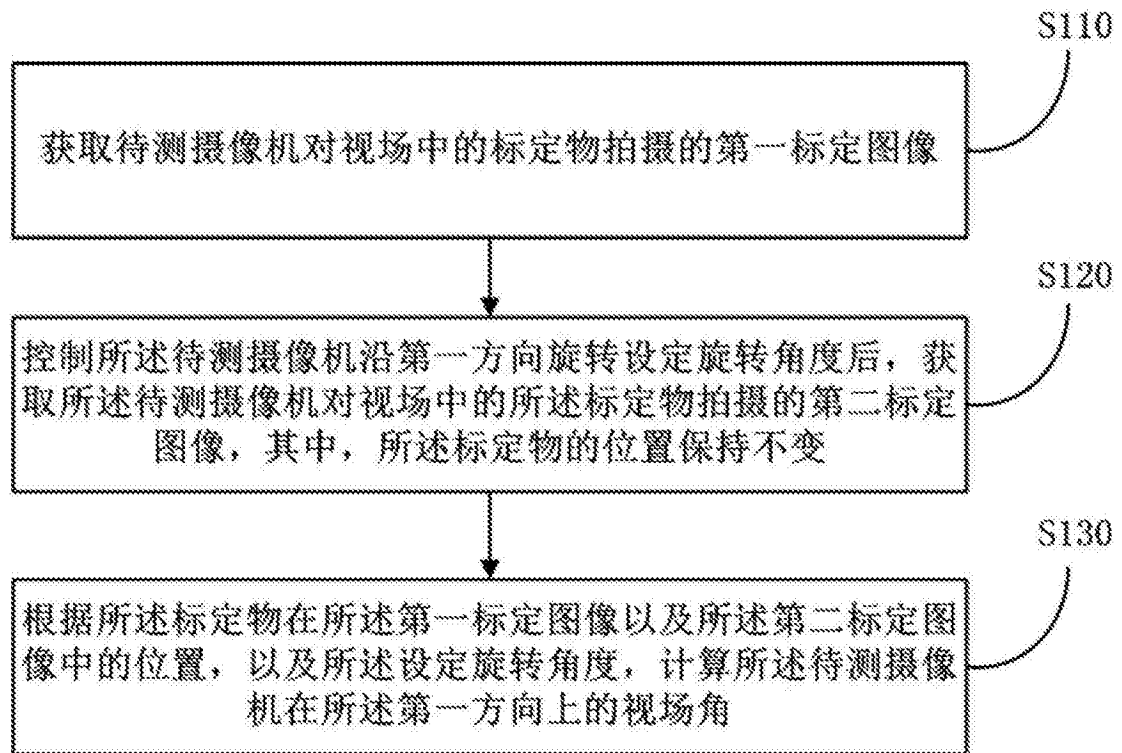 S110
获取待测摄像机对视场中的标定物拍摄的第一标定图像
S120
控制所述待测摄像机沿第一方向旋转设定旋转角度后，获
取所述待测摄像机对视场中的所述标定物拍摄的第二标定
图像，其中，所述标定物的位置保持不变
S130
根据所述标定物在所述第一标定图像以及所述第二标定图
像中的位置，以及所述设定旋转角度，计算所述待测摄像
机在所述第一方向上的视场角